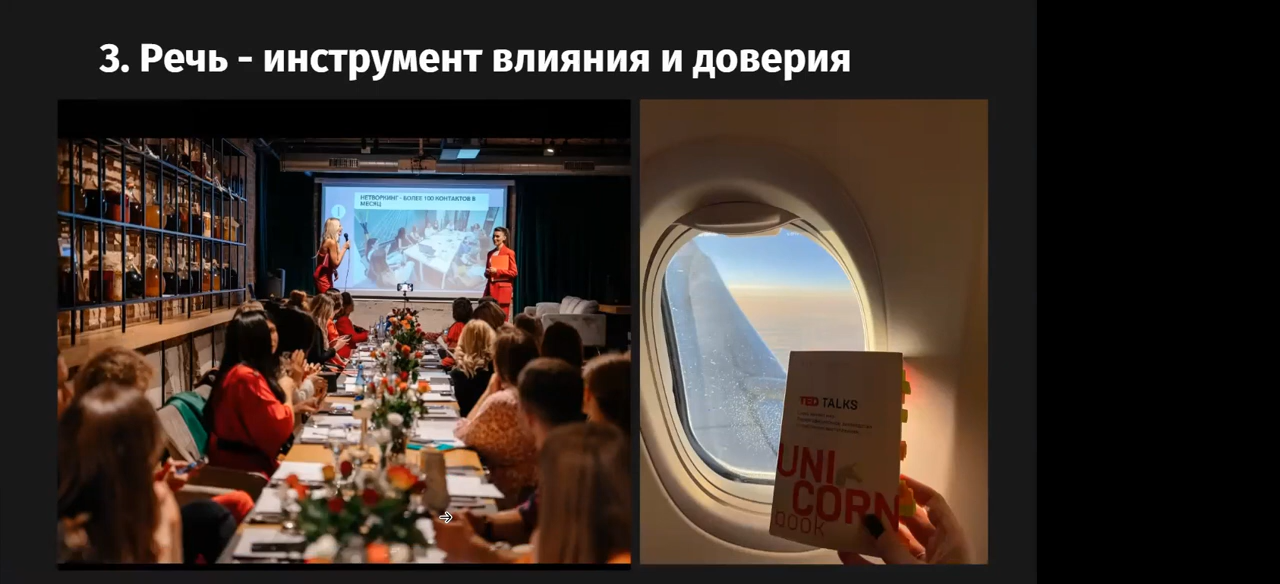 3. Речь - инструмент влияния и доверия
НЕТВОРКИНГ - БОЛЕЕ 100 КОНТАКТОВ В
МЕСЯЦ
TED TALKS
UNI
CORN
book